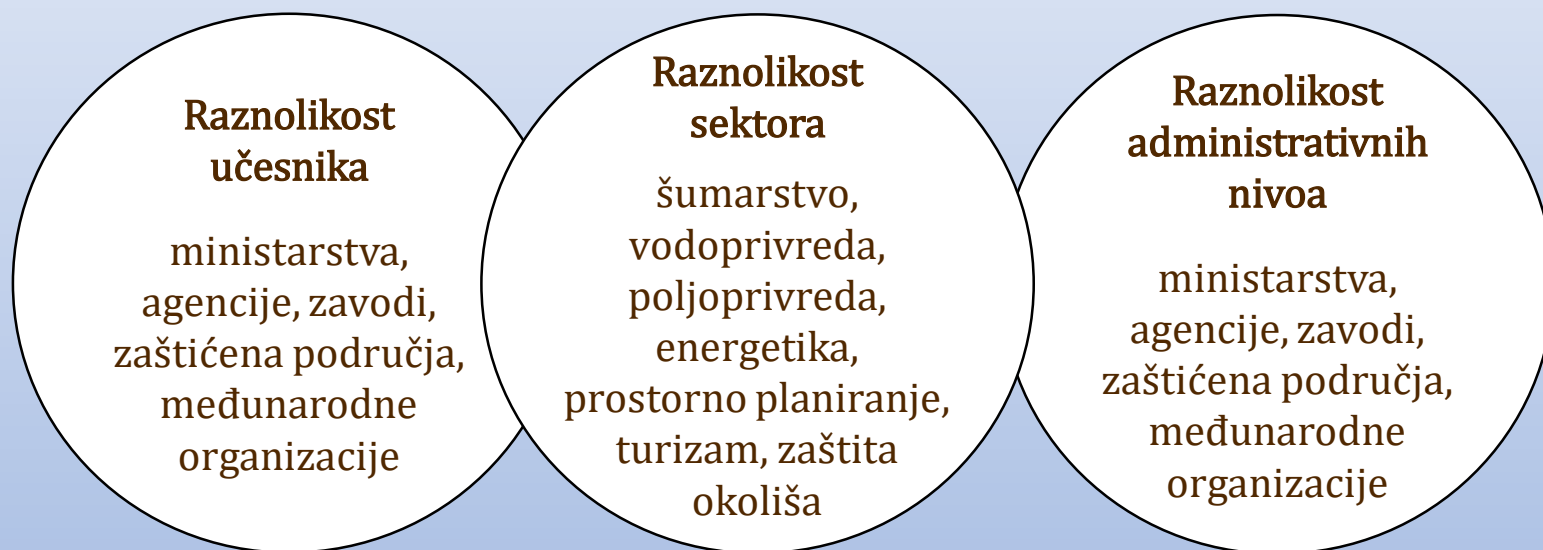 Raznolikost
učesnika
ministarstva,
agencije, zavodi,
zaštićena područja,
međunarodne
organizacije
Raznolikost
sektora
šumarstvo,
vodoprivreda,
poljoprivreda,
energetika,
prostorno planiranje,
turizam, zaštita
okoliša
Raznolikost
administrativnih
nivoa
ministarstva,
agencije, zavodi,
zaštićena područja,
međunarodne
organizacije